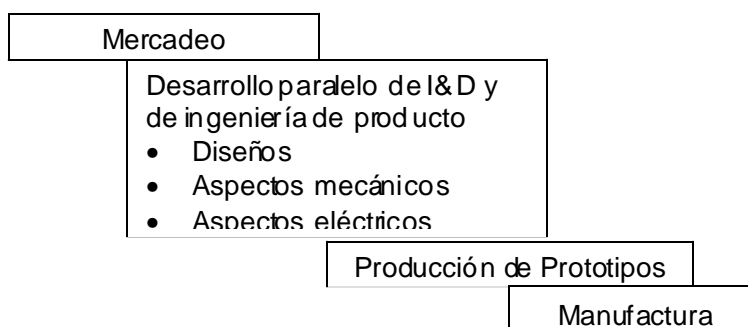 Mercadeo
Desarrollo paralelo de I&D y
de ingeniería de producto
• Diseños
• Aspectos mecánicos
• Aspectos eléctricos
Producción de Prototipos
Manufactura